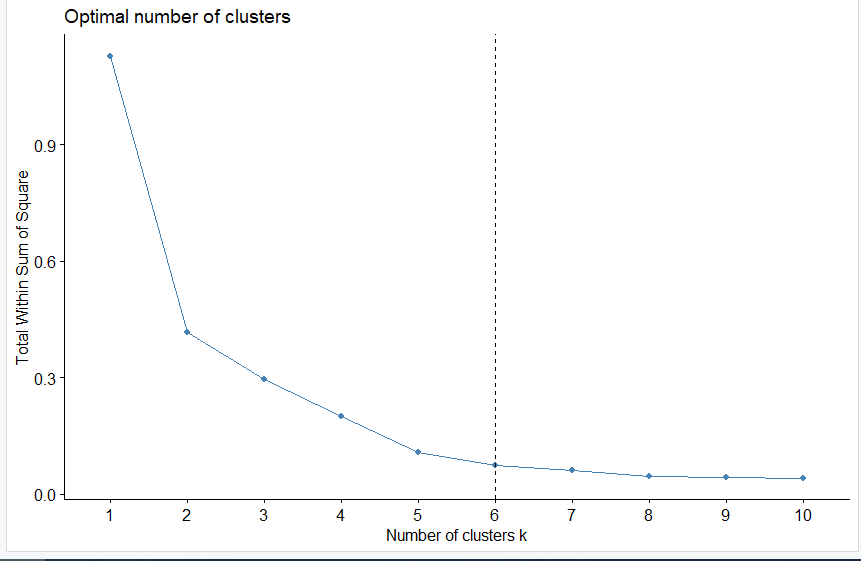 Optimal number of clusters
Total Within Sum of Square
0.9
0.6
0.3
0.0
1 2 3 4 5 6 7 8 9 10
Number of clusters k